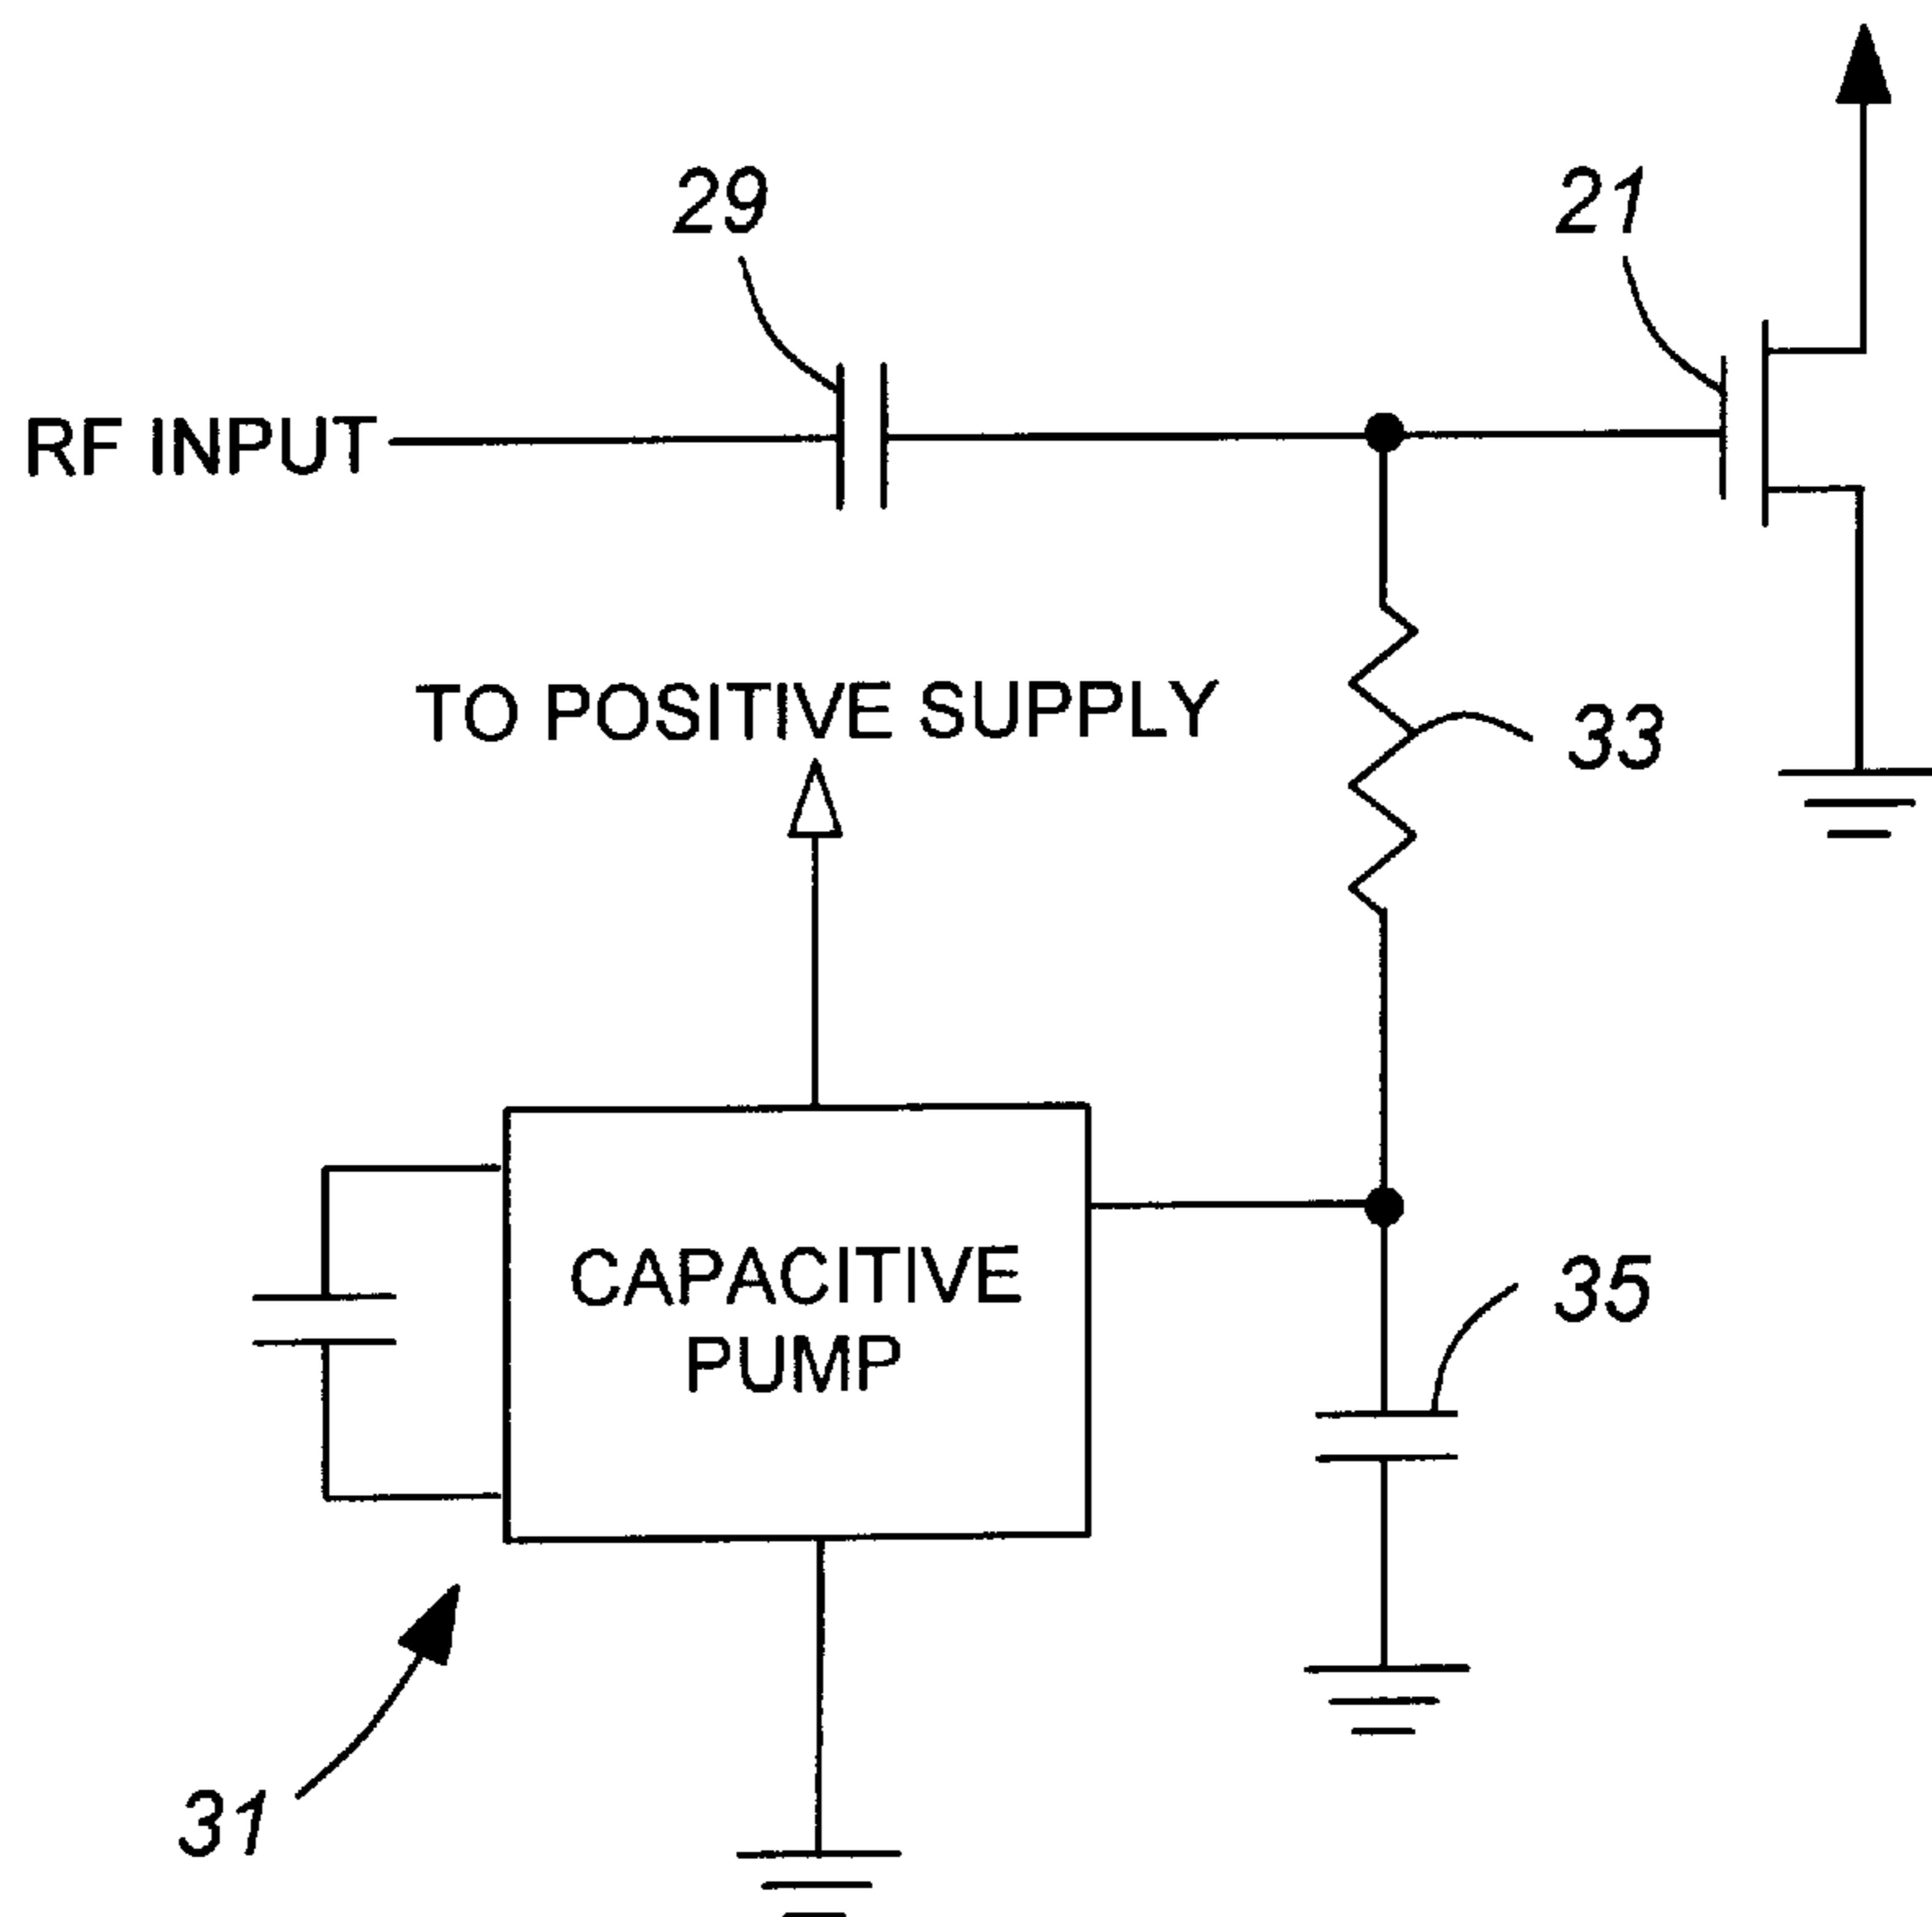 29
21
RF INPUT
TO POSITIVE SUPPLY
33
CAPACITIVE
PUMP
35
31